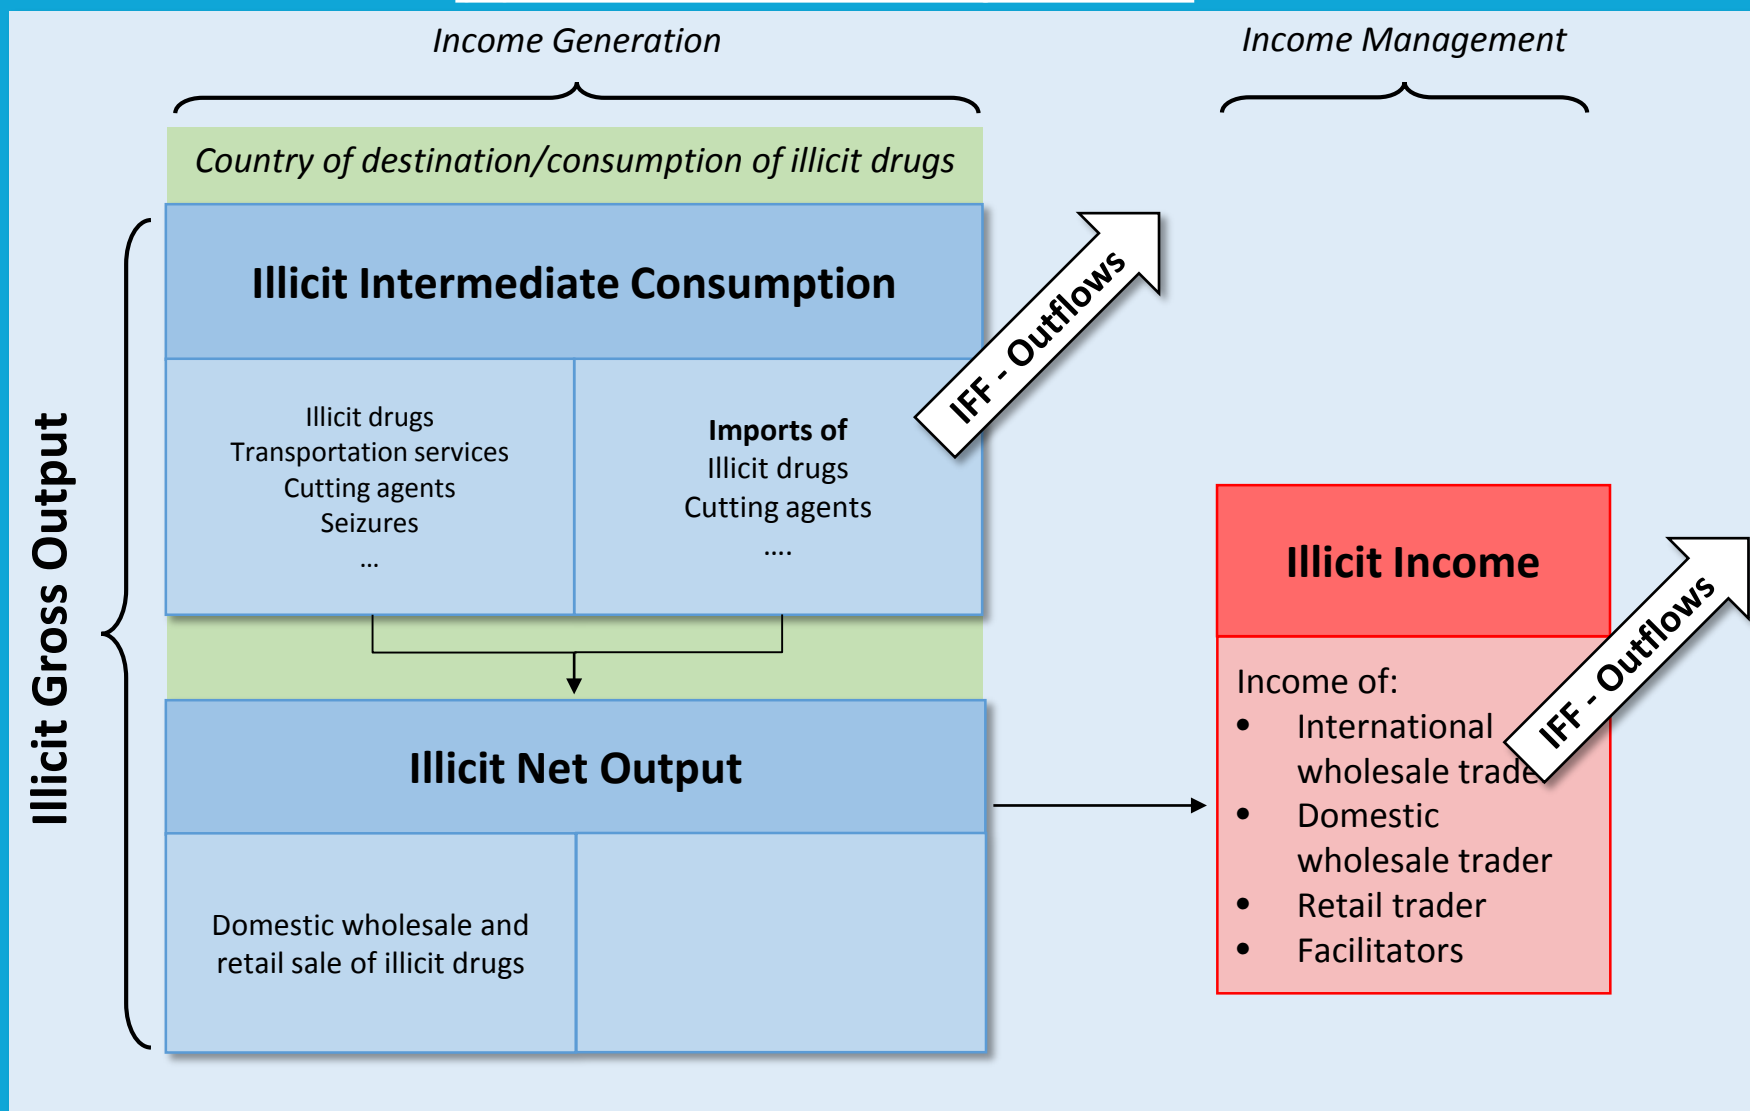 Income Generation
Income Management
Country of destination/consumption of illicit drugs
Illicit Gross Output
Illicit Intermediate Consumption
IFF - Outflows
Illicit drugs
Transportation services
Cutting agents
Seizures
...
Imports of
Illicit drugs
Cutting agents
....
Illicit Net Output
Domestic wholesale and
retail sale of illicit drugs
Illicit Income
IFF - Outflows
Income of:
• International
wholesale trade
• Domestic
wholesale trader
• Retail trader
• Facilitators